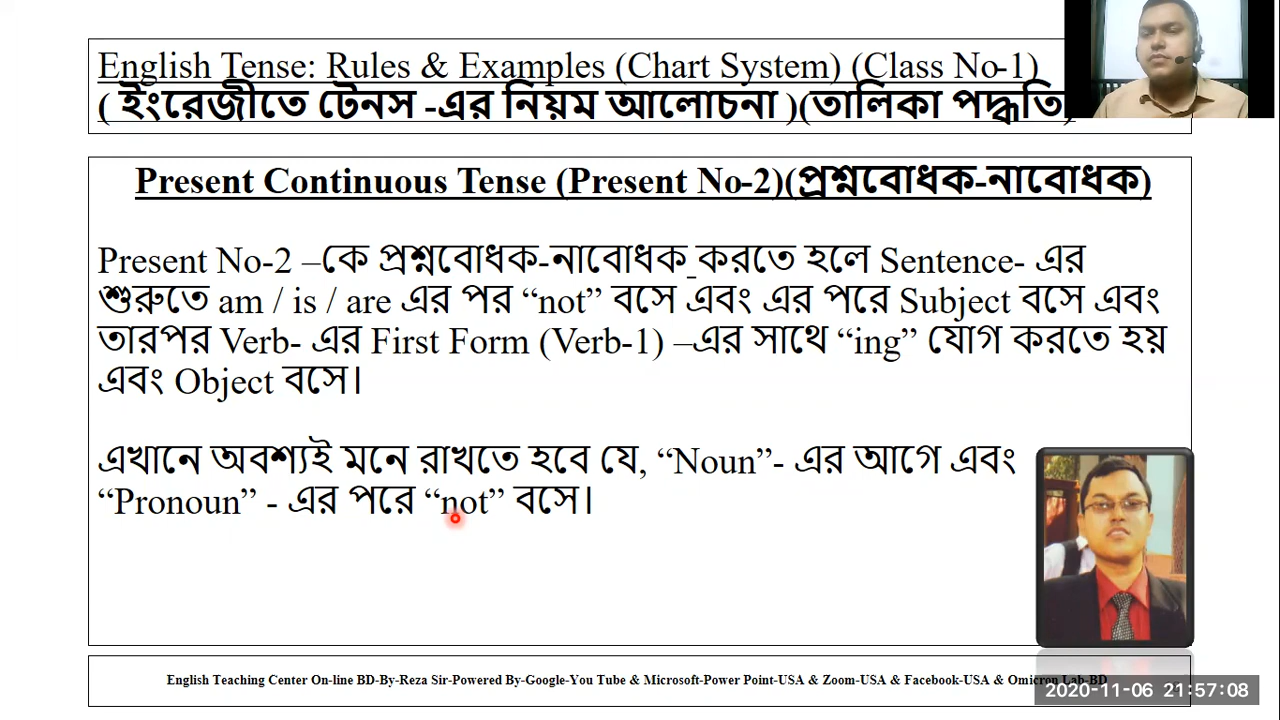 English Tense: Rules & Examples (Chart System) (Class No-1)
( ইংরেজীতে টেনস -এর নিয়ম আলোচনা )(তালিকা পদ্ধতি)
Present Continuous Tense (Present No-2)(প্রশ্নবোধক-নাবোধক)
Present No-2 –কে প্রশ্নবোধক-নাবোধক করতে হলে Sentence- এর
শুরুতে am / is / are এর পর “not” বসে এবং এর পরে Subject বসে এবং
তারপর Verb- এর First Form (Verb-1) –এর সাথে “ing” যোগ করতে হয়
এবং Object বসে।
এখানে অবশ্যই মনে রাখতে হবে যে, “Noun”- এর আগে এবং
“Pronoun” - এর পরে “not” বসে।
English Teaching Center On-line BD-By-Reza Sir-Powered By-Google-You Tube & Microsoft-Power Point-USA & Zoom-USA & Facebook-USA & Omicron Lab-BD
2020-11-06 21:57:08